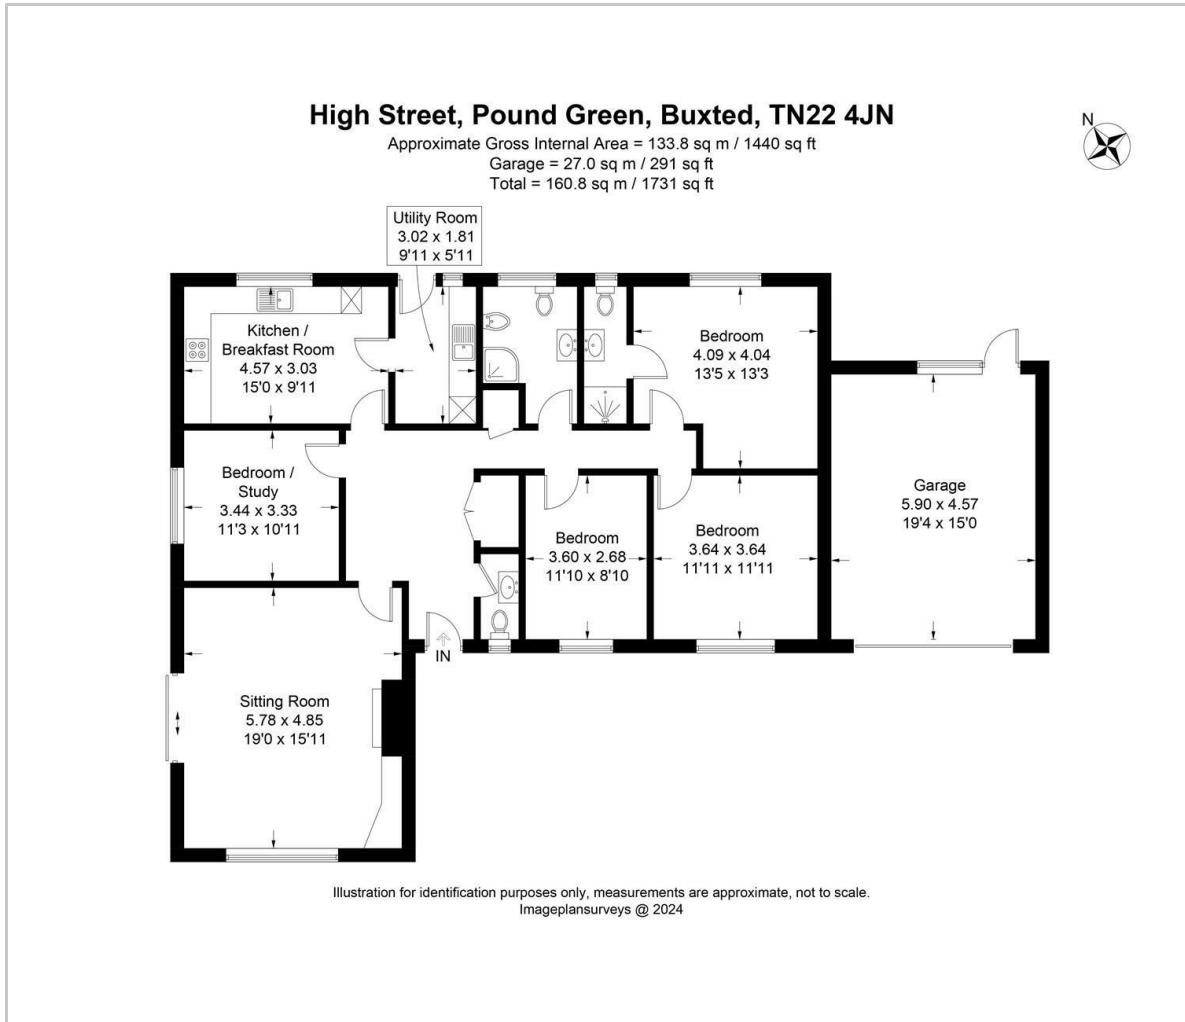 High Street, Pound Green, Buxted, TN22 4JN
Approximate Gross Internal Area = 133.8 sq m / 1440 sq ft
Garage = 27.0 sq m / 291 sq ft
Total = 160.8 sq m / 1731 sq ft
N
Utility Room
3.02 x 1.81
9'11 x 5'11
Kitchen /
Breakfast Room
4.57 x 3.03
15'0 x 9'11
Bedroom
4.09 x 4.04
13'5 x 13'3
Bedroom /
Study
3.44 x 3.33
11'3 x 10'11
Garage
5.90 x 4.57
19'4 x 15'0
Bedroom
3.60 x 2.68
11'10 x 8'10
Bedroom
3.64 x 3.64
11'11 x 11'11
IN
Sitting Room
5.78 x 4.85
19'0 x 15'11
Illustration for identification purposes only, measurements are approximate, not to scale.
Imageplansurveys @ 2024